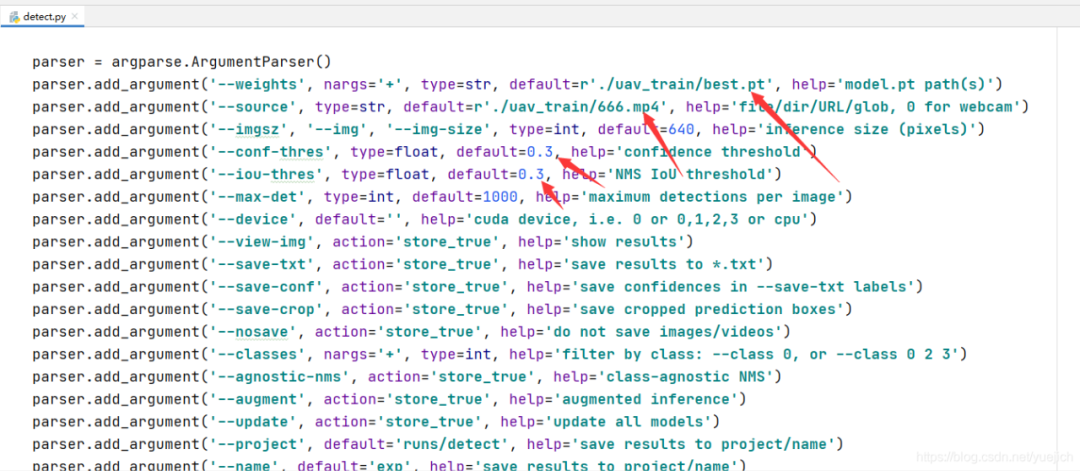 detect.py
parser = argparse.ArgumentParser()
parser.add_argument('--weights', nargs='+', type=str, default=r'./uav_train/best.pt', help='model.pt path(s)')
parser.add_argument('--source', type=str, default=r'./uav_train/666.mp4', help='file/dir/URL/glob, 0 for webcam')
parser.add_argument('--imgsz', '--img', '--img-size', type=int, default=640, help='inference size (pixels)')
parser.add_argument('--conf-thres', type=float, default=0.3, help='confidence threshold')
parser.add_argument('--iou-thres', type=float, default=0.3, help='NMS IoU threshold')
parser.add_argument('--max-det', type=int, default=1000, help='maximum detections per image')
parser.add_argument('--device', default='', help='cuda device, i.e. 0 or 0,1,2,3 or cpu')
parser.add_argument('--view-img', action='store_true', help='show results')
parser.add_argument('--save-txt', action='store_true', help='save results to *.txt')
parser.add_argument('--save-conf', action='store_true', help='save confidences in --save-txt labels')
parser.add_argument('--save-crop', action='store_true', help='save cropped prediction boxes')
parser.add_argument('--nosave', action='store_true', help='do not save images/videos')
parser.add_argument('--classes', nargs='+', type=int, help='filter by class: --class 0, or --class 0 2 3')
parser.add_argument('--agnostic-nms', action='store_true', help='class-agnostic NMS')
parser.add_argument('--augment', action='store_true', help='augmented inference')
parser.add_argument('--update', action='store_true', help='update all models')
parser.add_argument('--project', default='runs/detect', help='save results to project/name')
parser.add_argument('--name', default='exp', help='save results to project/name')